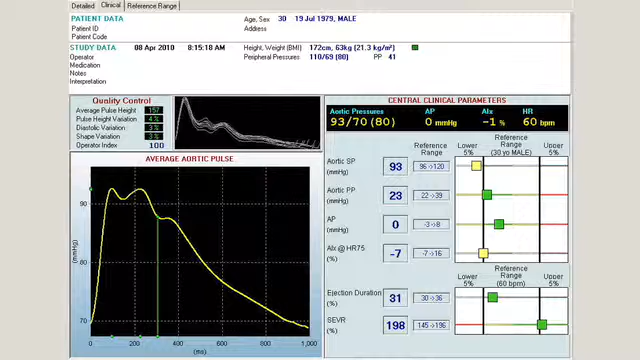 Detailed Clinical Reference Range
PATIENT DATA
Patient ID
Patient Code
Age, Sex 30 19 Jul 1979, MALE
Address
STUDY DATA 08 Apr 2010 8:15:18 AM
Operator
Medication
Notes
Interpretation
Height, Weight (BMI) 172cm, 63kg (21.3 kg/m²)
Peripheral Pressures 110/69 (80) PP 41
Quality Control
Average Pulse Height 157
Pulse Height Variation 4%
Diastolic Variation 3%
Shape Variation 3%
Operator Index 100
AVERAGE AORTIC PULSE
(mmHg)
90
80
70
0 200 400 600 800 1,000
(ms)
CENTRAL CLINICAL PARAMETERS
Aortic Pressures AP AIx HR
93/70 (80) 0 mmHg -1 % 60 bpm
Reference Range
Lower 5%
Reference Range (30 yo MALE)
Upper 5%
Aortic SP (mmHg) 93 96->120
Aortic PP (mmHg) 23 22->39
AP (mmHg) 0 -3->8
AIx @ HR75 (%) -7 -7->16
Lower 5%
Reference Range (60 bpm)
Upper 5%
Ejection Duration (%) 31 30->36
SEVR (%) 198 145->196